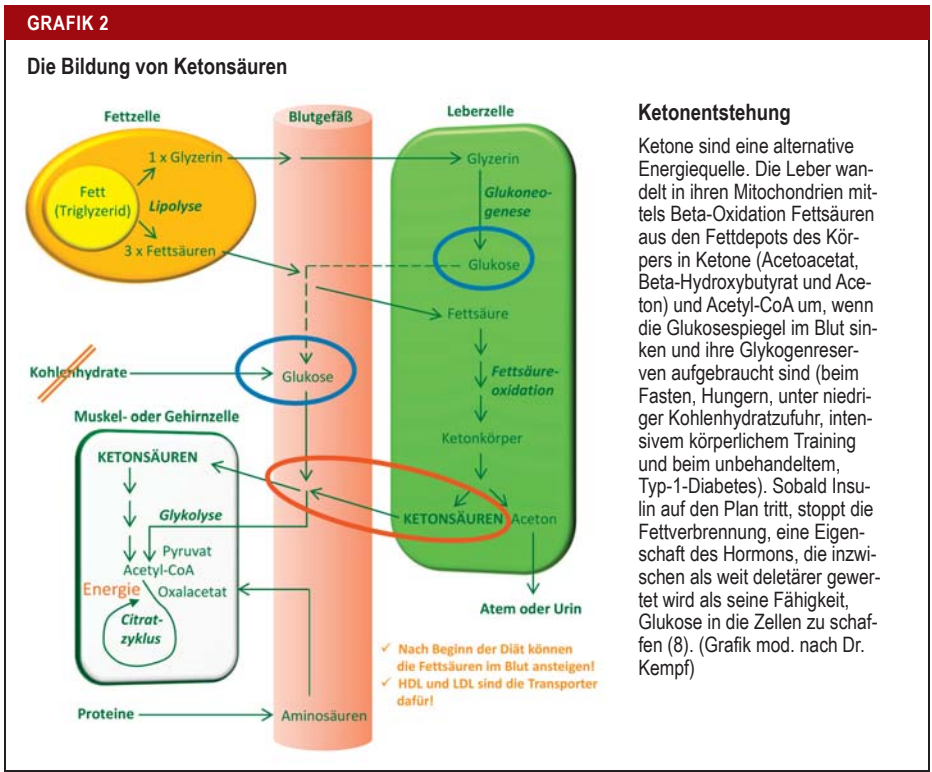 GRAFIK 2
Die Bildung von Ketonsäuren
Fettzelle
Blutgefäß
Leberzelle
1 x Glyzerin
Glyzerin
Fett
(Triglyzerid)
Lipolyse
Glukoneo-
genese
3 x Fettsäuren
Glukose
Fettsäure
Kohlenhydrate
Glukose
Fettsäure-
oxidation
Muskel- oder Gehirnzelle
Ketonkörper
KETONSÄUREN
Glykolyse
KETONSÄUREN Aceton
Pyruvat
Acetyl-CoA
Energie
Oxalacetat
Citrat-
zyklus
Atem oder Urin
✓ Nach Beginn der Diät können
die Fettsäuren im Blut ansteigen!
✓ HDL und LDL sind die Transporter
dafür!
Proteine
Aminosäuren
Ketonentstehung
Ketone sind eine alternative
Energiequelle. Die Leber wan-
delt in ihren Mitochondrien mit-
tels Beta-Oxidation Fettsäuren
aus den Fettdepots des Kör-
pers in Ketone (Acetoacetat,
Beta-Hydroxybutyrat und Ace-
ton) und Acetyl-CoA um, wenn
die Glukosespiegel im Blut sin-
ken und ihre Glykogenreser-
ven aufgebraucht sind (beim
Fasten, Hungern, unter niedri-
ger Kohlenhydratzufuhr, inten-
sivem körperlichem Training
und beim unbehandeltem,
Typ-1-Diabetes). Sobald Insu-
lin auf den Plan tritt, stoppt die
Fettverbrennung, eine Eigen-
schaft des Hormons, die inzwi-
schen als weit deletärer gewer-
tet wird als seine Fähigkeit,
Glukose in die Zellen zu schaf-
fen (8). (Grafik mod. nach Dr.
Kempf)